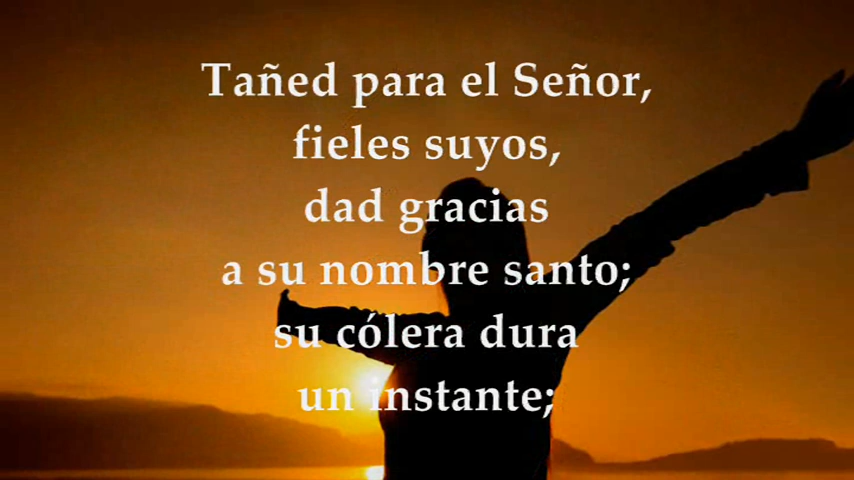 Tañed para el Señor,
fieles suyos,
dad gracias
a su nombre santo;
su cólera dura
un instante;